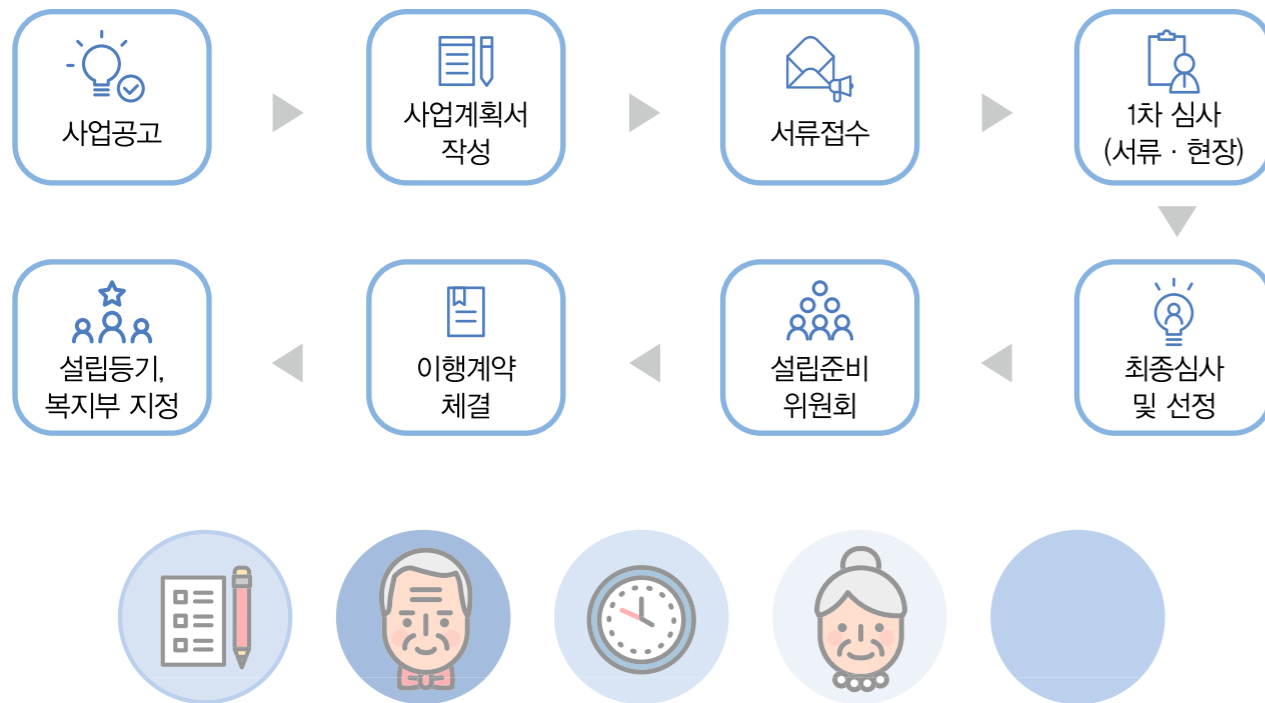 사업공고
사업계획서
작성
서류접수
1차 심사
(서류 · 현장)
최종심사
및 선정
설립준비
위원회
이행계약
체결
설립등기,
복지부 지정